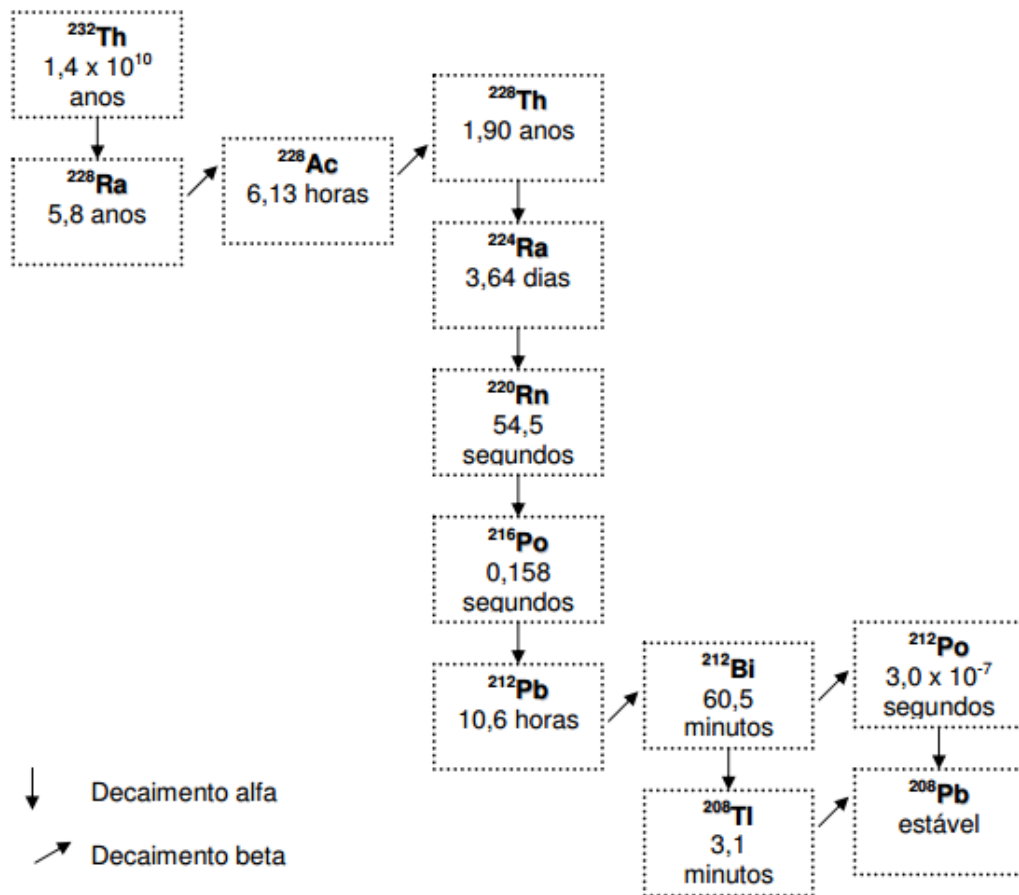 ²³²Th
1,4 x 10¹⁰
anos
²²⁸Ra
5,8 anos
²²⁸Ac
6,13 horas
²²⁸Th
1,90 anos
²²⁴Ra
3,64 dias
²²⁰Rn
54,5
segundos
²¹⁶Po
0,158
segundos
²¹²Pb
10,6 horas
²¹²Bi
60,5
minutos
²¹²Po
3,0 x 10⁻⁷
segundos
²⁰⁸Tl
3,1
minutos
²⁰⁸Pb
estável
Decaimento alfa
Decaimento beta